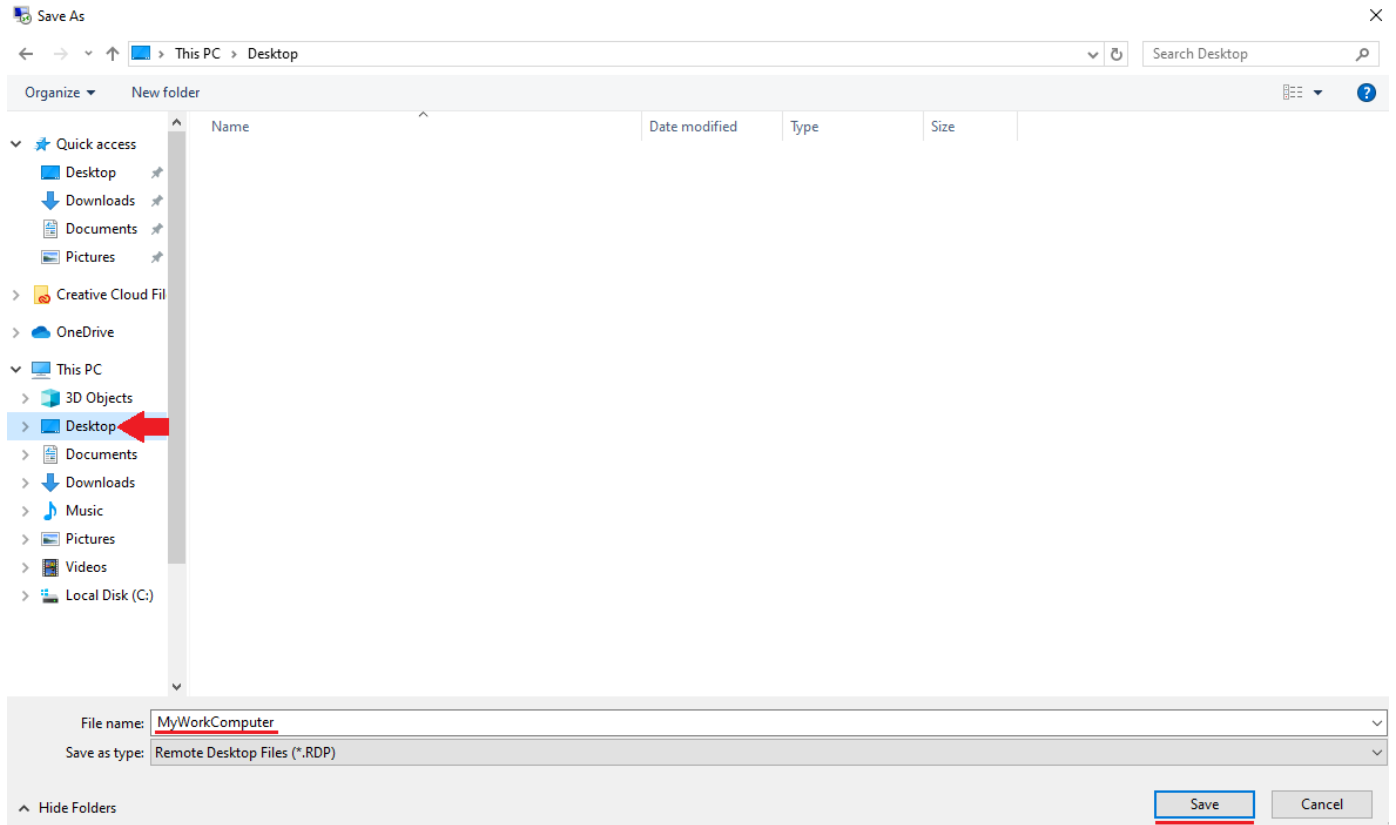 Save As
This PC > Desktop
Search Desktop
Organize
New folder
Name
Date modified
Type
Size
Quick access
Desktop
Downloads
Documents
Pictures
Creative Cloud Fil
OneDrive
This PC
3D Objects
Desktop
Documents
Downloads
Music
Pictures
Videos
Local Disk (C:)
File name: MyWorkComputer
Save as type: Remote Desktop Files (*.RDP)
Hide Folders
Save
Cancel